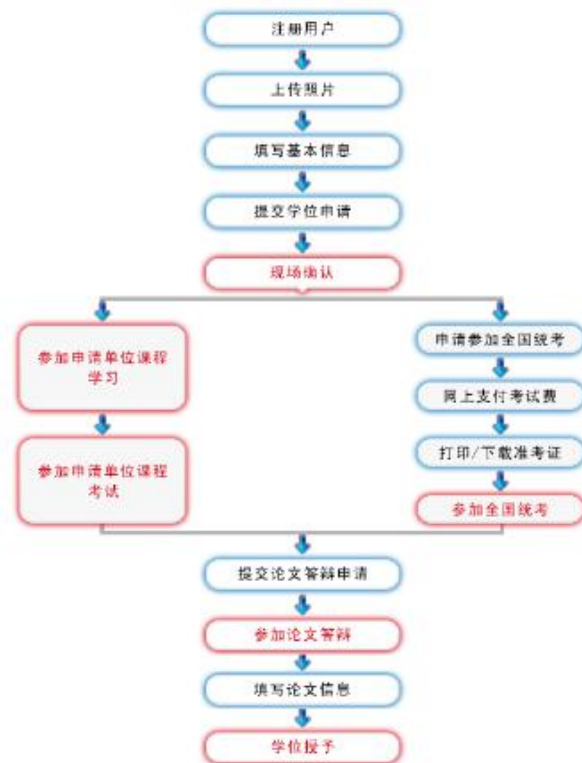 注册用户
上传照片
填写基本信息
提交学位申请
现场确认
参加申请单位课程
学习
参加申请单位课程
考试
申请参加全国统考
网上支付考试费
打印/下载准考证
参加全国统考
提交论文答辩申请
参加论文答辩
填写论文信息
学位授予